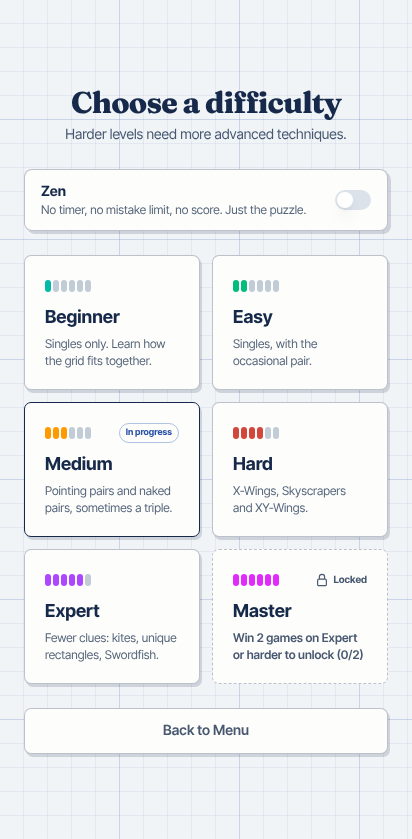 Choose a difficulty
Harder levels need more advanced techniques.
Zen
No timer, no mistake limit, no score. Just the puzzle.
Beginner
Singles only. Learn how
the grid fits together.
Easy
Singles, with the
occasional pair.
In progress
Medium
Pointing pairs and naked
pairs, sometimes a triple.
Hard
X-Wings, Skyscrapers
and XY-Wings.
Expert
Fewer clues: kites, unique
rectangles, Swordfish.
Locked
Master
Win 2 games on Expert
or harder to unlock (0/2)
Back to Menu